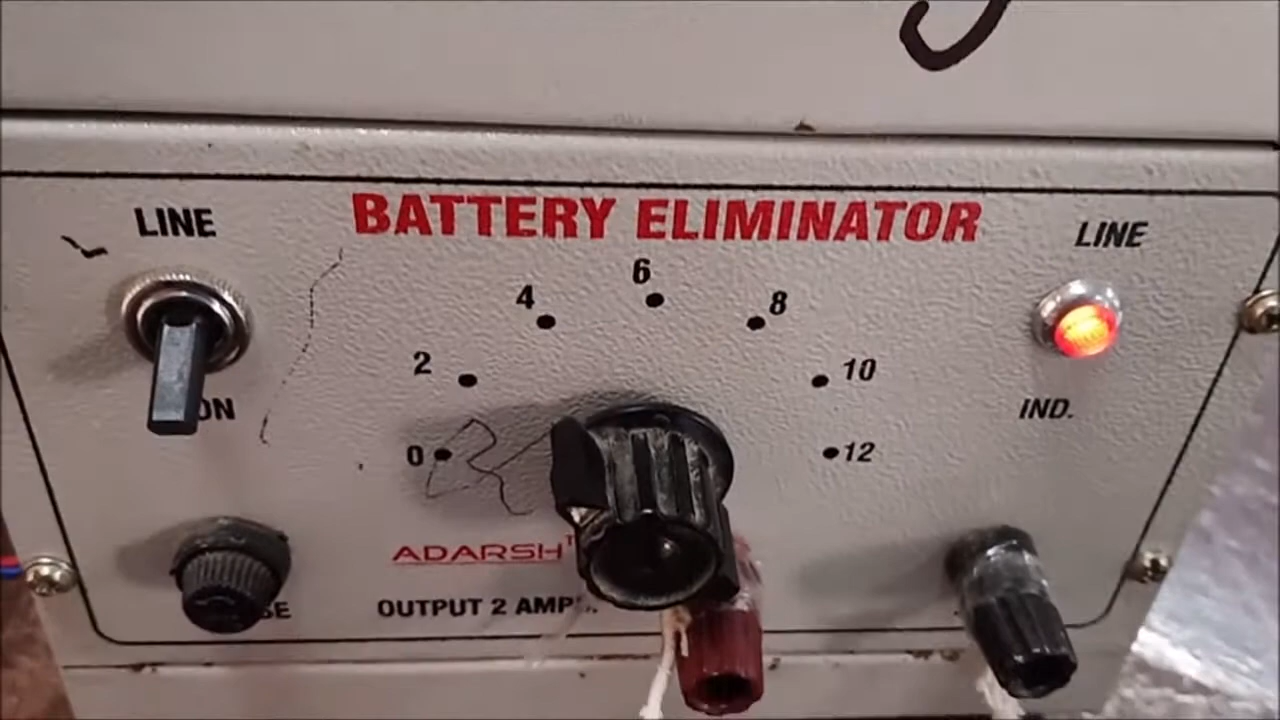 BATTERY ELIMINATOR
LINE
LINE
6
4
8
2
10
ON
IND.
0
12
ADARSH
OUTPUT 2 AMP